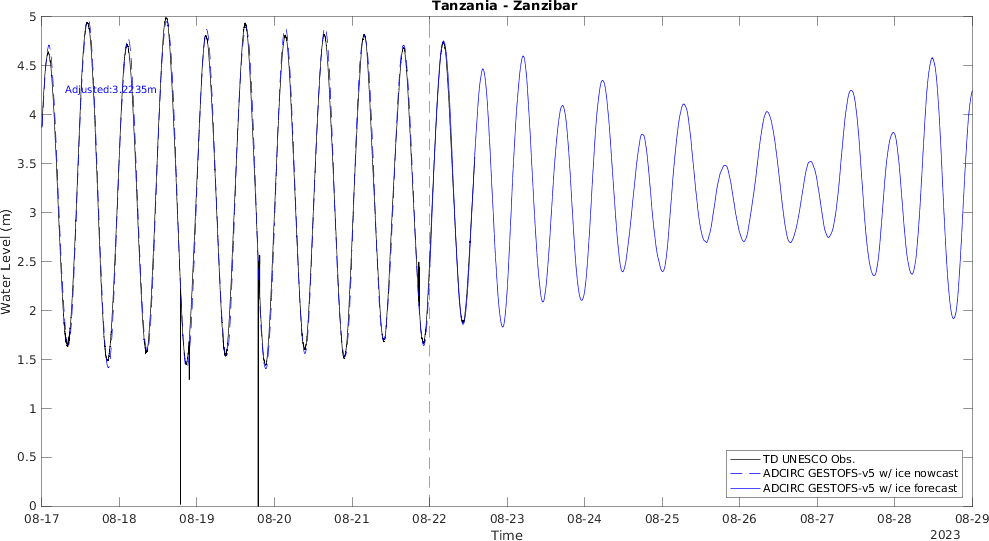 Tanzania - Zanzibar
Water Level (m)
5
4.5
4
3.5
3
2.5
2
1.5
1
0.5
0
Adjusted:3.2235m
TD UNESCO Obs.
ADCIRC GESTOFS-v5 w/ ice nowcast
ADCIRC GESTOFS-v5 w/ ice forecast
08-17 08-18 08-19 08-20 08-21 08-22 08-23 08-24 08-25 08-26 08-27 08-28 08-29
Time
2023